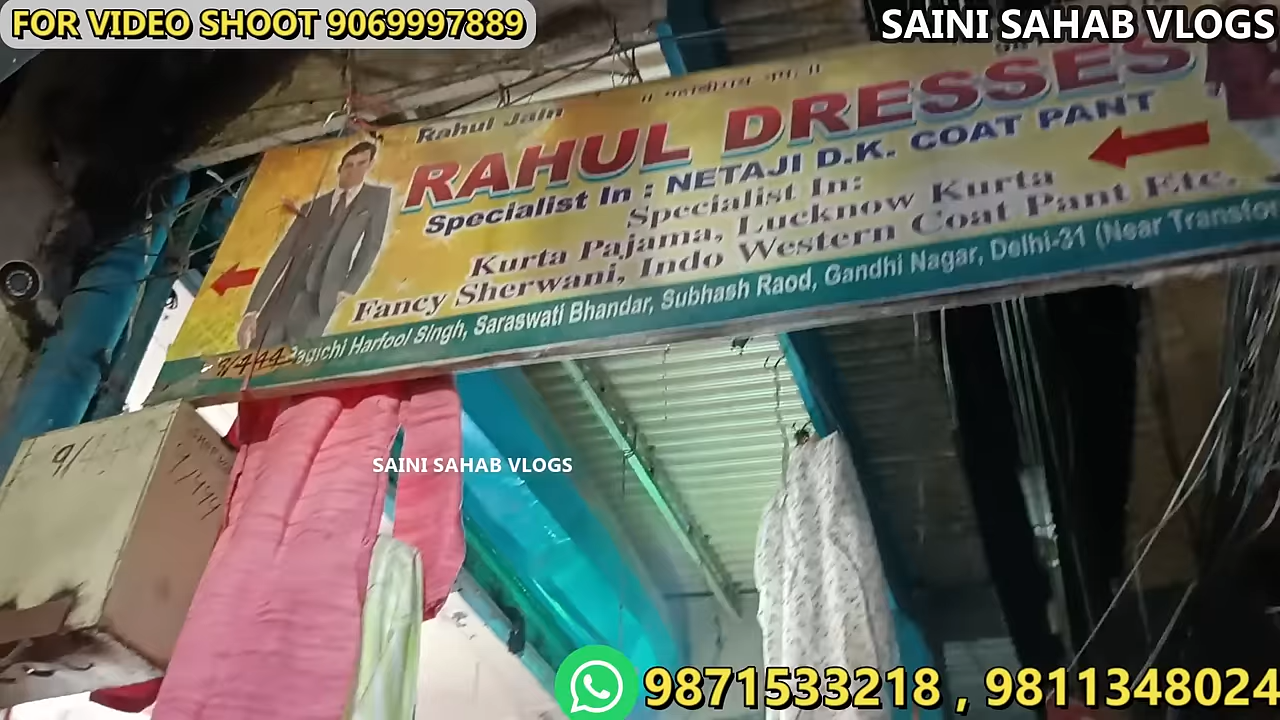 FOR VIDEO SHOOT 9069997889
SAINI SAHAB VLOGS
Rahul Jain
RAHUL DRESSES
Specialist In : NETAJI D.K. COAT PANT
Specialist In:
Kurta Pajama, Lucknow Kurta
Fancy Sherwani, Indo Western Coat Pant Etc.
9/444 Bagichi Harfool Singh, Saraswati Bhandar, Subhash Raod, Gandhi Nagar, Delhi-31 (Near
SAINI SAHAB VLOGS
9871533218 , 9811348024